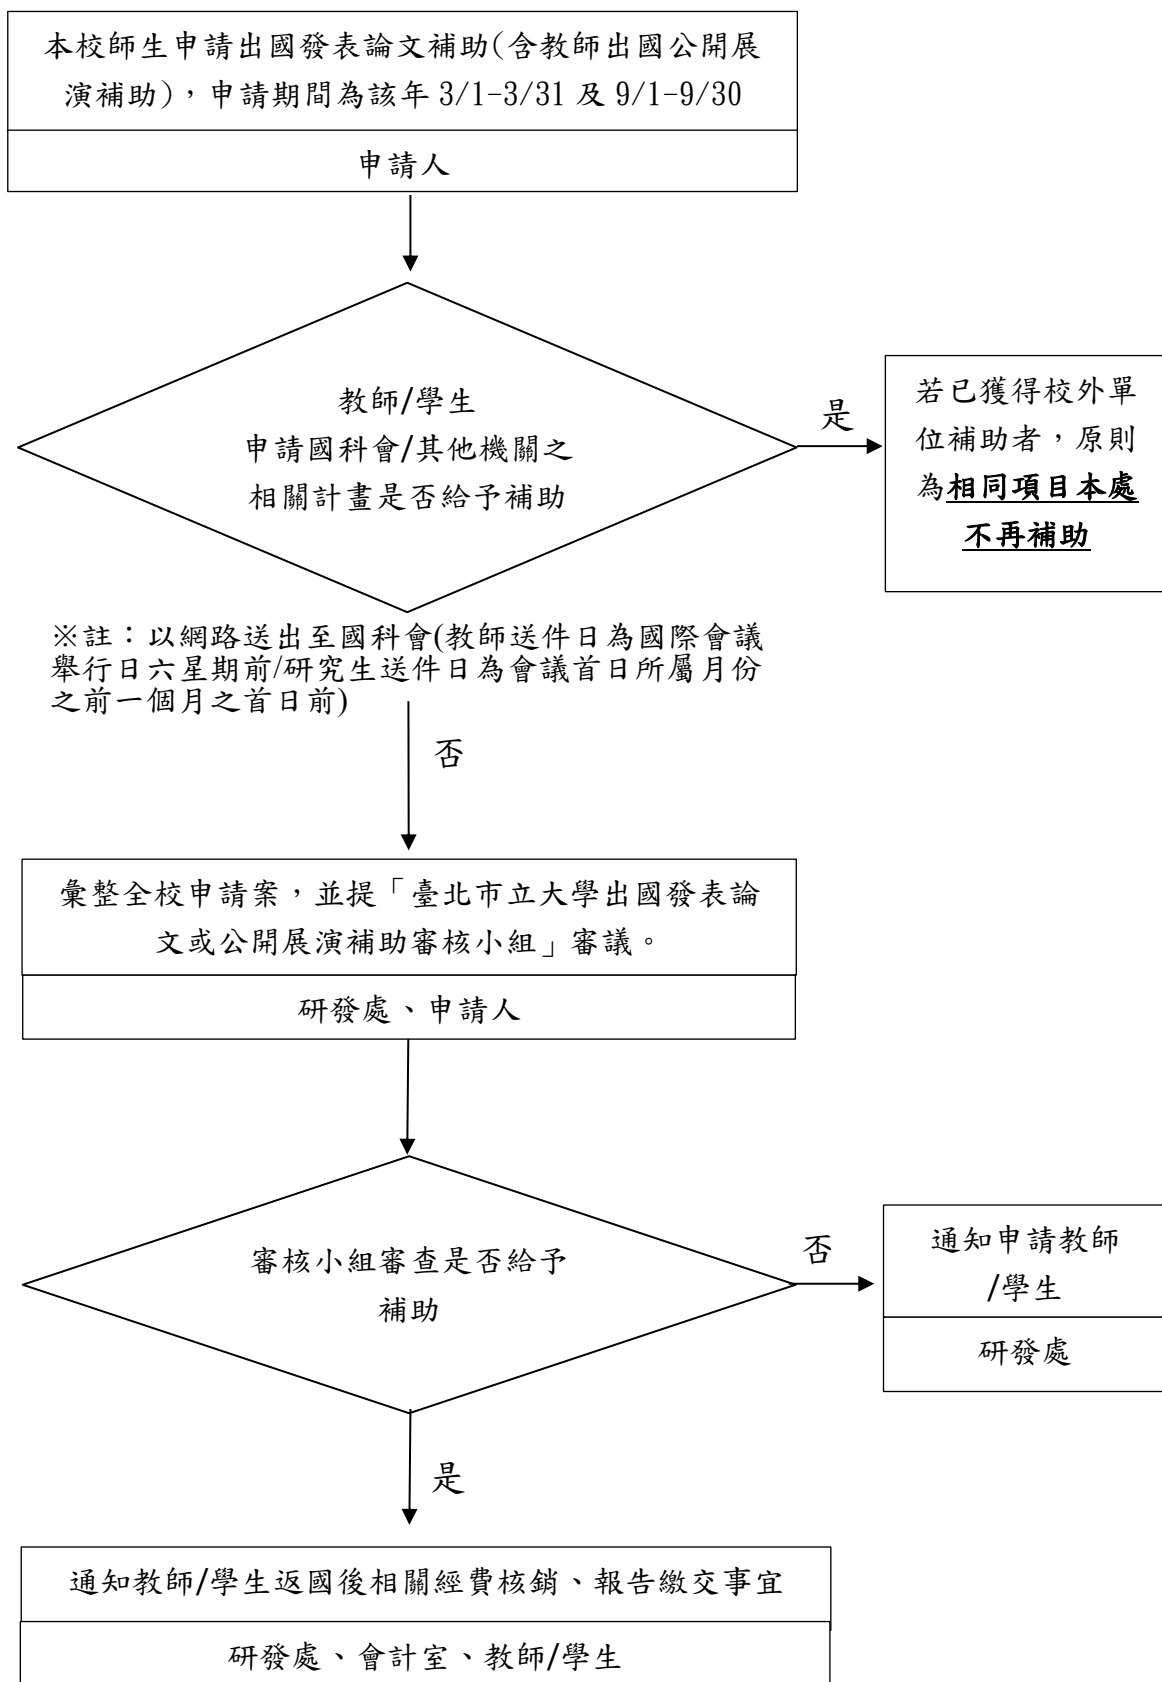 本校師生申請出國發表論文補助(含教師出國公開展
演補助)，申請期間為該年 3/1-3/31 及 9/1-9/30
申請人
教師/學生
申請國科會/其他機關之
相關計畫是否給予補助
是
若已獲得校外單
位補助者，原則
為相同項目本處
不再補助
※註：以網路送出至國科會(教師送件日為國際會議
舉行日六星期前/研究生送件日為會議首日所屬月份
之前一個月之首日前)
否
彙整全校申請案，並提「臺北市立大學出國發表論
文或公開展演補助審核小組」審議。
研發處、申請人
審核小組審查是否給予
補助
否
通知申請教師
/學生
研發處
是
通知教師/學生返國後相關經費核銷、報告繳交事宜
研發處、會計室、教師/學生